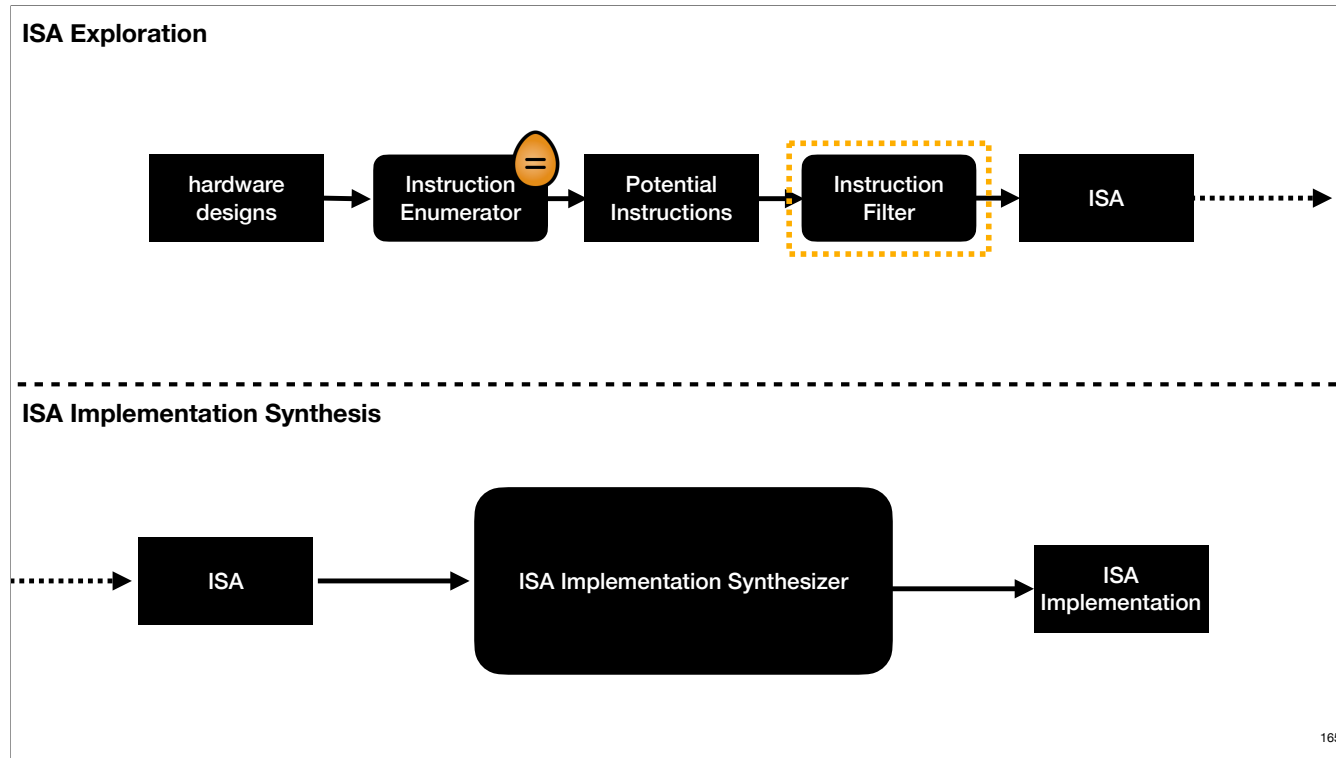 ISA Exploration
hardware
designs
Instruction
Enumerator
=
Potential
Instructions
Instruction
Filter
ISA
ISA Implementation Synthesis
ISA
ISA Implementation Synthesizer
ISA
Implementation
165